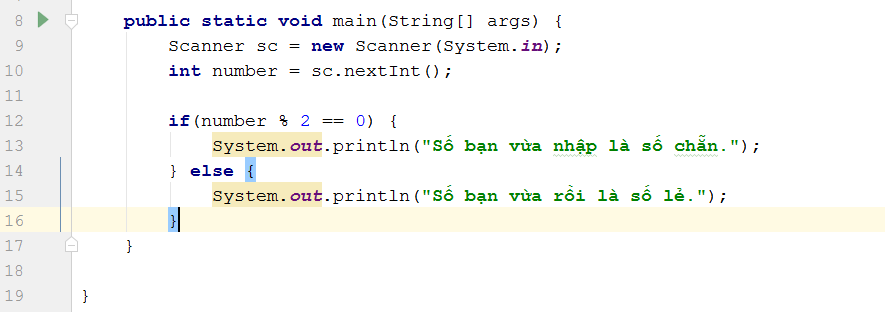 8 public static void main(String[] args) {
9 Scanner sc = new Scanner(System.in);
10 int number = sc.nextInt();
11
12 if(number % 2 == 0) {
13 System.out.println("Số bạn vừa nhập là số chẵn.");
14 } else {
15 System.out.println("Số bạn vừa rồi là số lẻ.");
16 }
17 }
18
19 }